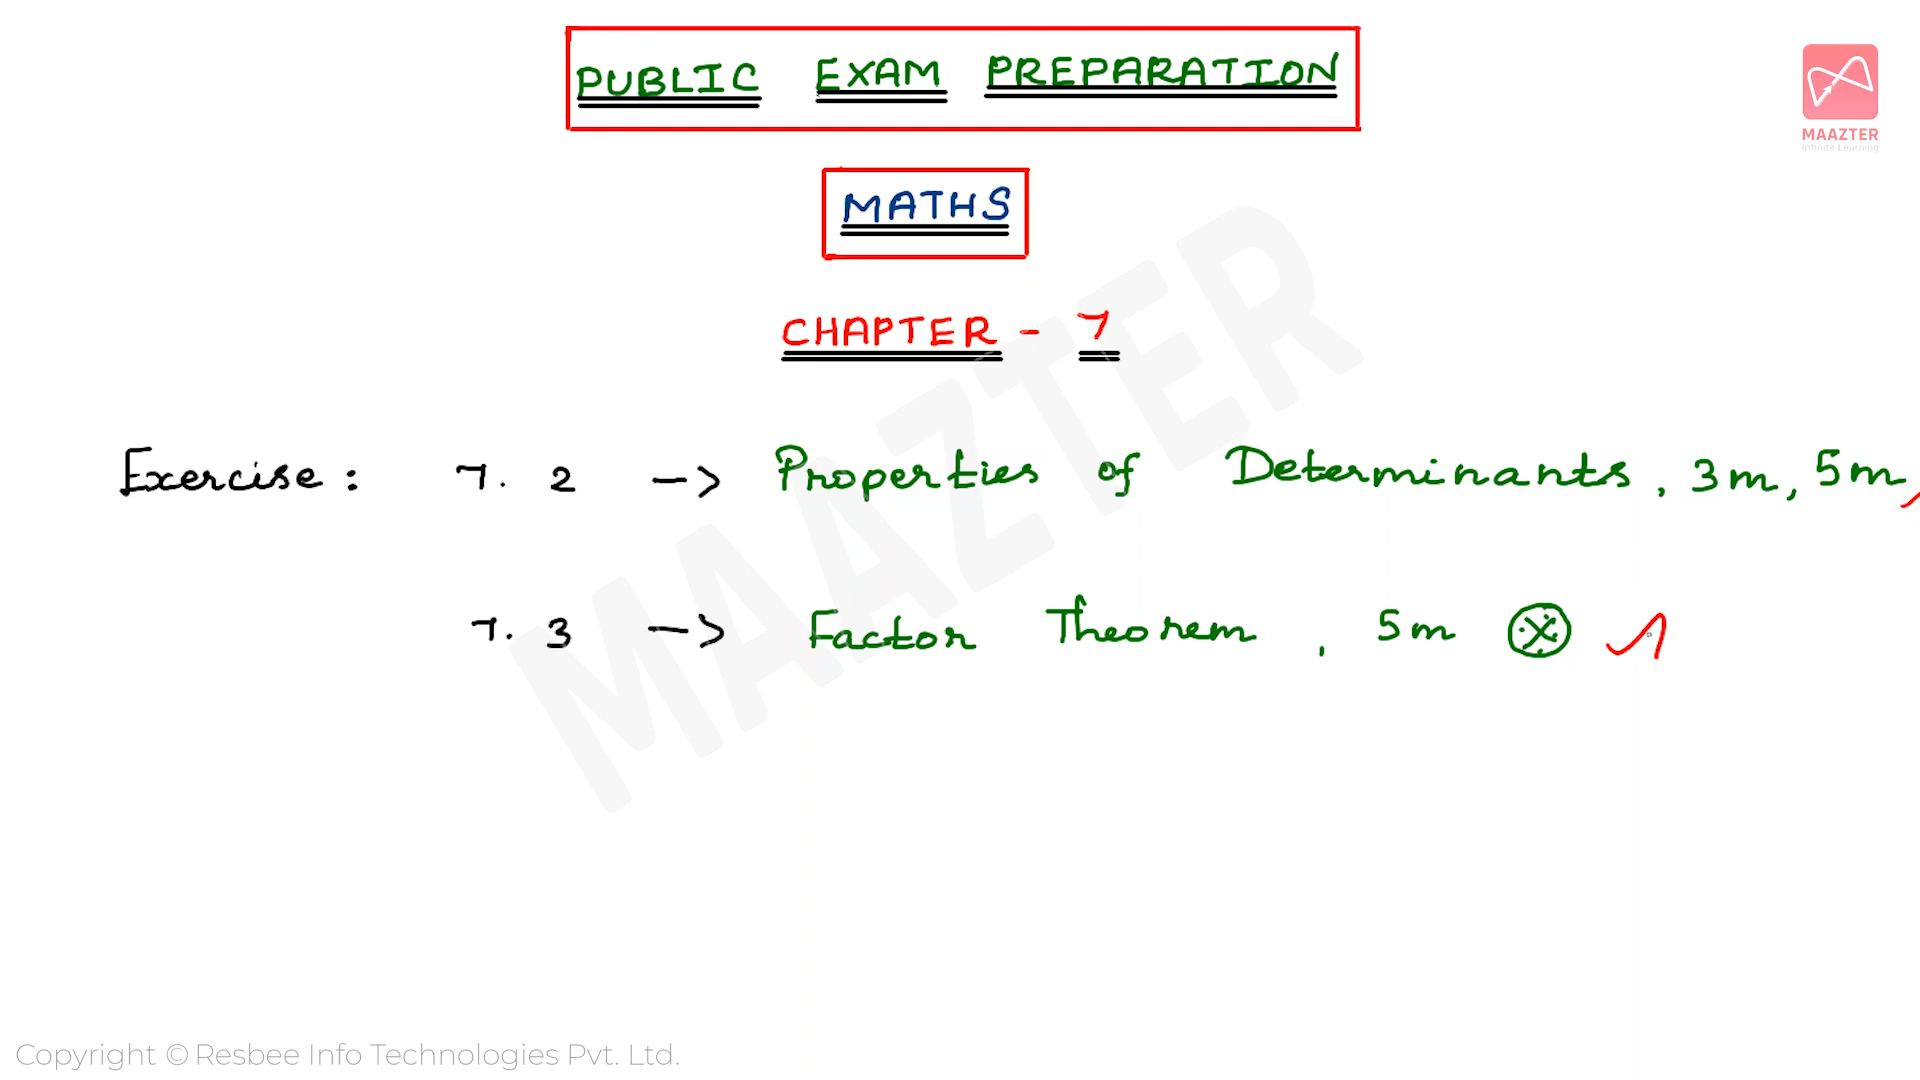 PUBLIC EXAM PREPARATION
MAAZTER
Infinite Learning
MATHS
CHAPTER - 7
Exercise : 7. 2 -> Properties of Determinants, 3m, 5m,
7. 3 -> Factor Theorem, 5m
MAAZTER
Copyright © Resbee Info Technologies Pvt. Ltd.